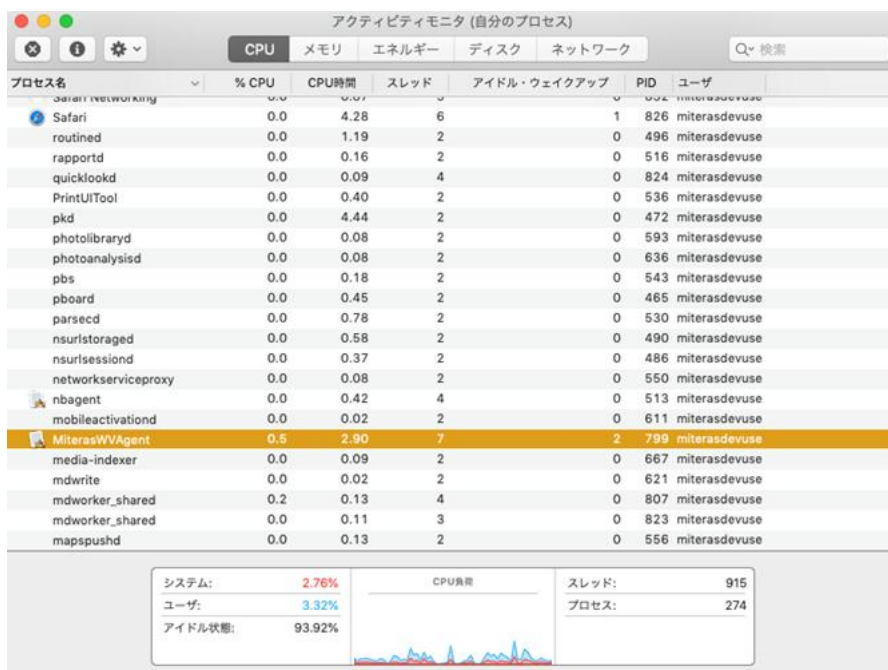 アクティビティモニタ (自分のプロセス)
CPU メモリ エネルギー ディスク ネットワーク 検索
プロセス名 % CPU CPU時間 スレッド アイドル・ウェイクアップ PID ユーザ
Safari Networking 0.0 0.07 0 miterasdevuse
Safari 0.0 4.28 6 1 826 miterasdevuse
routined 0.0 1.19 2 0 496 miterasdevuse
rapportd 0.0 0.16 2 0 516 miterasdevuse
quicklookd 0.0 0.09 4 0 824 miterasdevuse
PrintUITool 0.0 0.40 2 0 536 miterasdevuse
pkd 0.0 4.44 2 0 472 miterasdevuse
photolibraryd 0.0 0.08 2 0 593 miterasdevuse
photoanalysisd 0.0 0.08 2 0 636 miterasdevuse
pbs 0.0 0.18 2 0 543 miterasdevuse
pboard 0.0 0.45 2 0 465 miterasdevuse
parsecd 0.0 0.78 2 0 530 miterasdevuse
nsurlstoraged 0.0 0.58 2 0 490 miterasdevuse
nsurlsessiond 0.0 0.37 2 0 486 miterasdevuse
networkserviceproxy 0.0 0.08 2 0 550 miterasdevuse
nbagent 0.0 0.42 4 0 513 miterasdevuse
mobileactivationd 0.0 0.02 2 0 611 miterasdevuse
MiterasWVAgent 0.5 2.90 7 2 799 miterasdevuse
media-indexer 0.0 0.09 2 0 667 miterasdevuse
mdwrite 0.0 0.02 2 0 621 miterasdevuse
mdworker_shared 0.2 0.13 4 0 807 miterasdevuse
mdworker_shared 0.0 0.11 3 0 823 miterasdevuse
mapspushd 0.0 0.13 2 0 556 miterasdevuse
システム: 2.76% CPU負荷 スレッド: 915
ユーザ: 3.32% プロセス: 274
アイドル状態: 93.92%